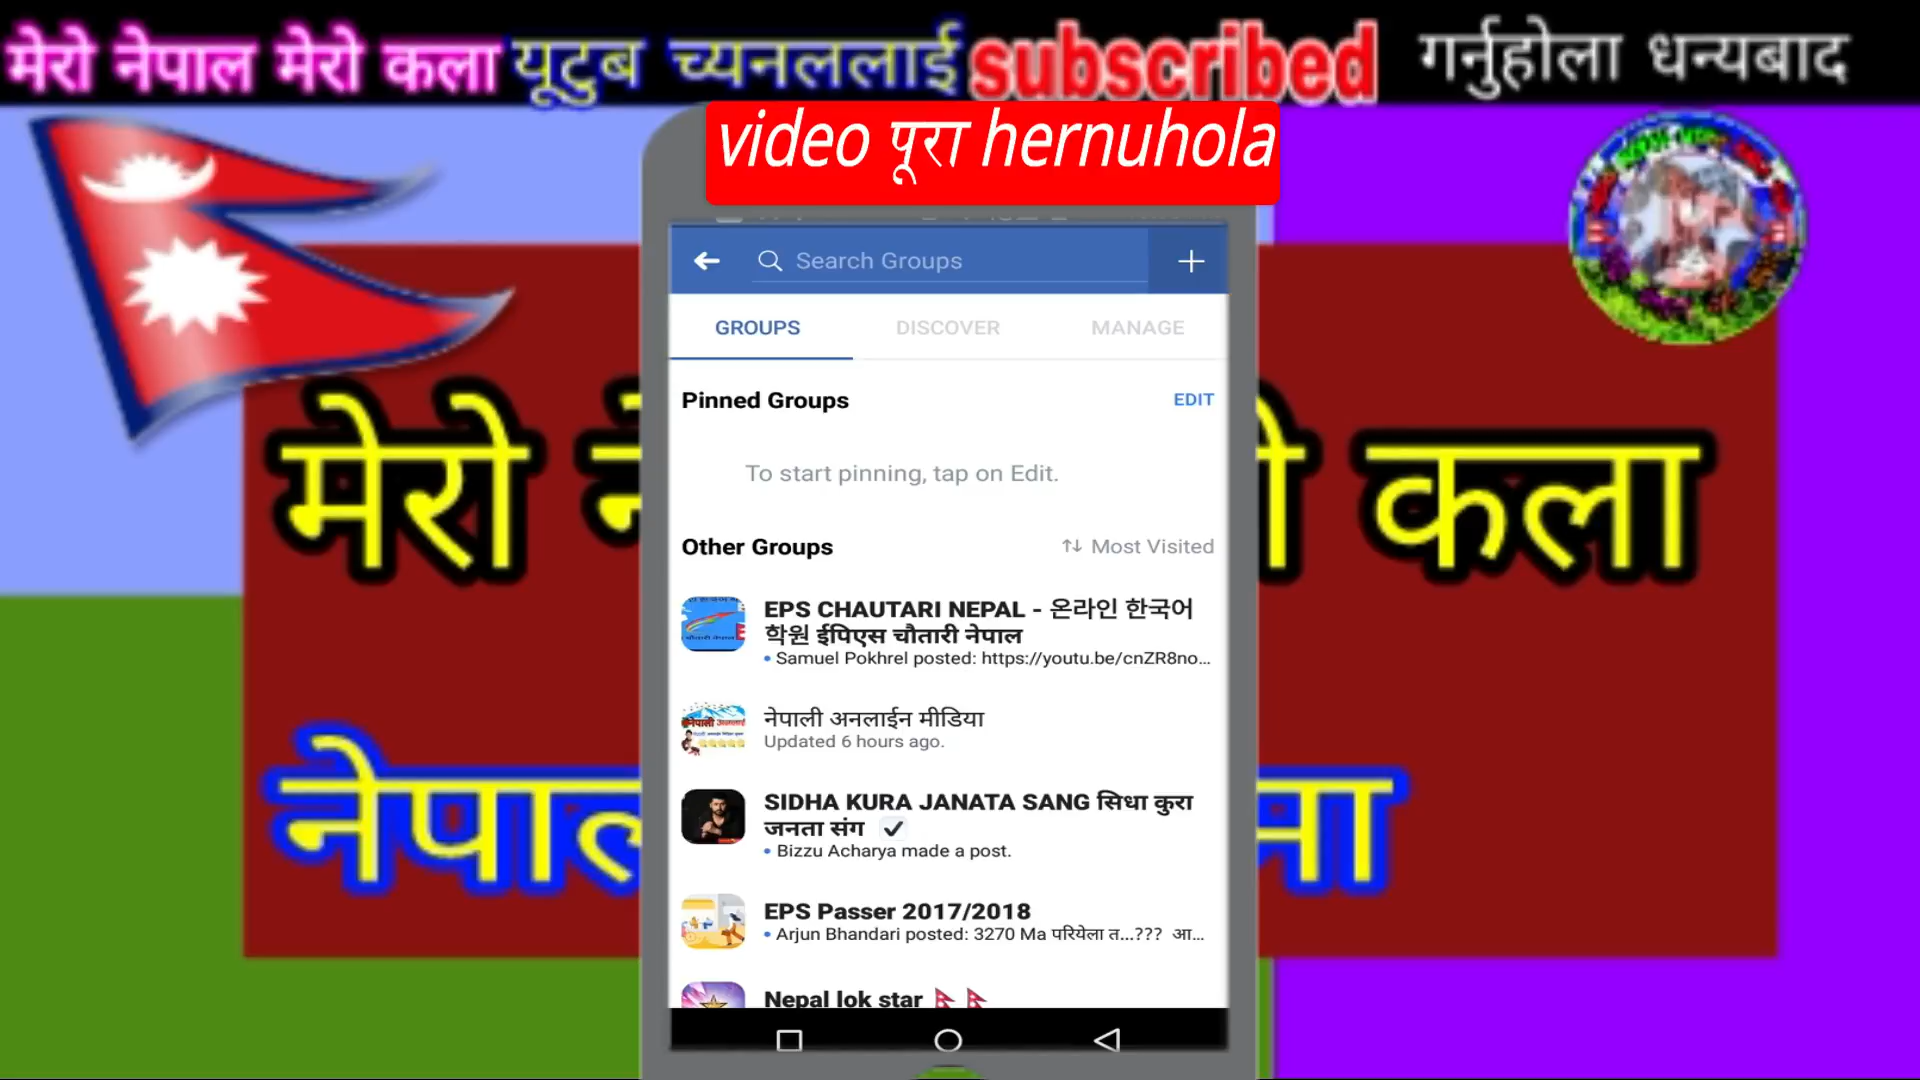 मेरो नेपाल मेरो कला यूटुब च्यनललाई subscribed गर्नुहोला धन्यबाद
video पूरा hernuhola
Search Groups
GROUPS DISCOVER MANAGE
Pinned Groups EDIT
To start pinning, tap on Edit.
Other Groups Most Visited
EPS CHAUTARI NEPAL - 온라인 한국어
학원 ईपिएस चौतारी नेपाल
• Samuel Pokhrel posted: https://youtu.be/cnZR8no...
नेपाली अनलाईन मीडिया
Updated 6 hours ago.
SIDHA KURA JANATA SANG सिधा कुरा
जनता संग
• Bizzu Acharya made a post.
EPS Passer 2017/2018
• Arjun Bhandari posted: 3270 Ma परियेला त...??? आ...
Nepal lok star
मेरो कला